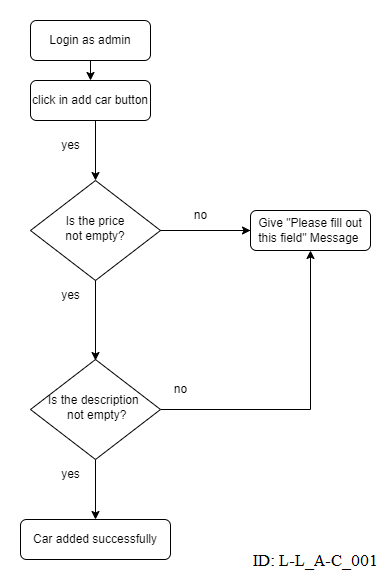 Login as admin
click in add car button
yes
Is the price
not empty?
no
Give "Please fill out
this field" Message
yes
Is the description
not empty?
no
yes
Car added successfully
ID: L-L_A-C_001